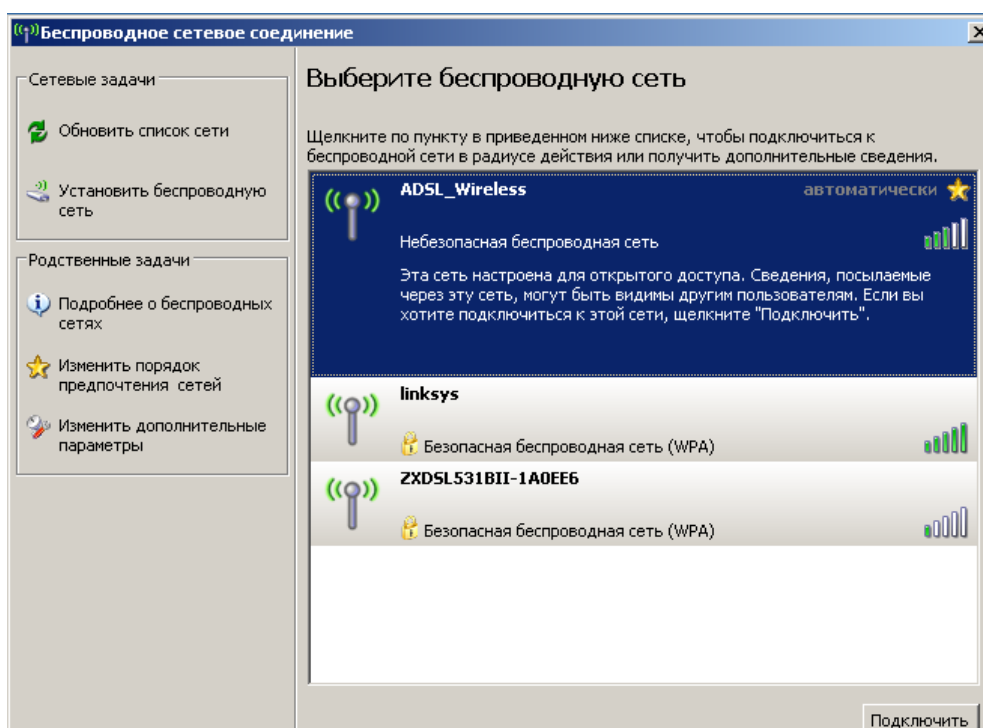 Беспроводное сетевое соединение
Сетевые задачи
Обновить список сети
Установить беспроводную
сеть
Родственные задачи
Подробнее о беспроводных
сетях
Изменить порядок
предпочтения сетей
Изменить дополнительные
параметры
Выберите беспроводную сеть
Щелкните по пункту в приведенном ниже списке, чтобы подключиться к
беспроводной сети в радиусе действия или получить дополнительные сведения.
ADSL_Wireless автоматически
Небезопасная беспроводная сеть
Эта сеть настроена для открытого доступа. Сведения, посылаемые
через эту сеть, могут быть видимы другим пользователям. Если вы
хотите подключиться к этой сети, щелкните "Подключить".
linksys
Безопасная беспроводная сеть (WPA)
ZXDSL531BII-1A0EE6
Безопасная беспроводная сеть (WPA)
Подключить